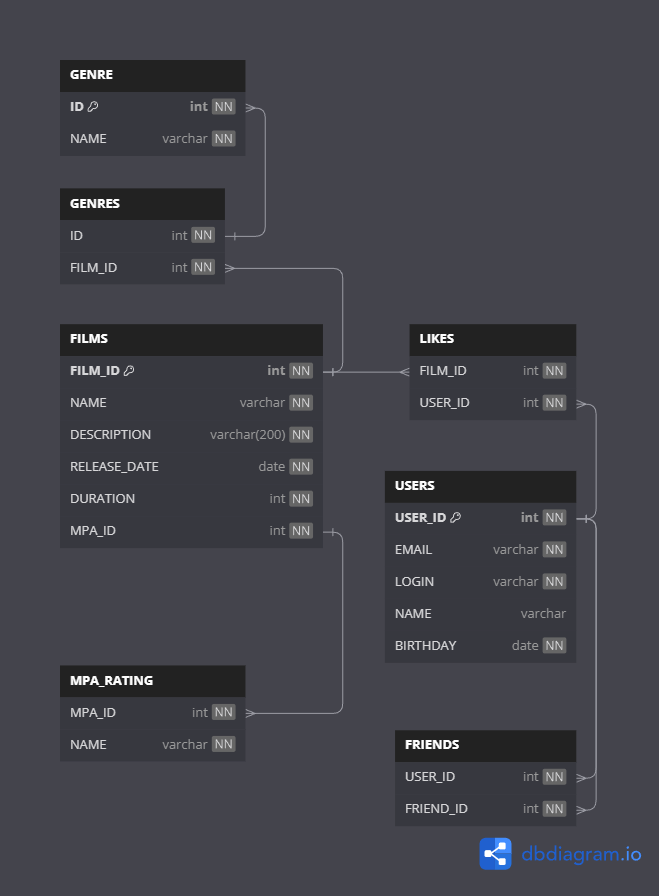 GENRE
ID int NN
NAME varchar NN
GENRES
ID int NN
FILM_ID int NN
FILMS
FILM_ID int NN
NAME varchar NN
DESCRIPTION varchar(200) NN
RELEASE_DATE date NN
DURATION int NN
MPA_ID int NN
LIKES
FILM_ID int NN
USER_ID int NN
USERS
USER_ID int NN
EMAIL varchar NN
LOGIN varchar NN
NAME varchar
BIRTHDAY date NN
MPA_RATING
MPA_ID int NN
NAME varchar NN
FRIENDS
USER_ID int NN
FRIEND_ID int NN
dbdiagram.io